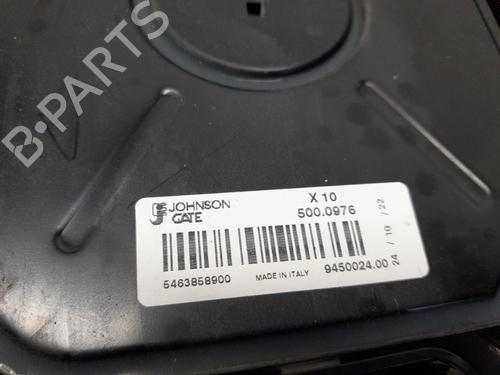 B-PARTS
JOHNSON
GATE
X 10
500.0976
24 / 10 / 22
5463858900
MADE IN ITALY
9450024.00